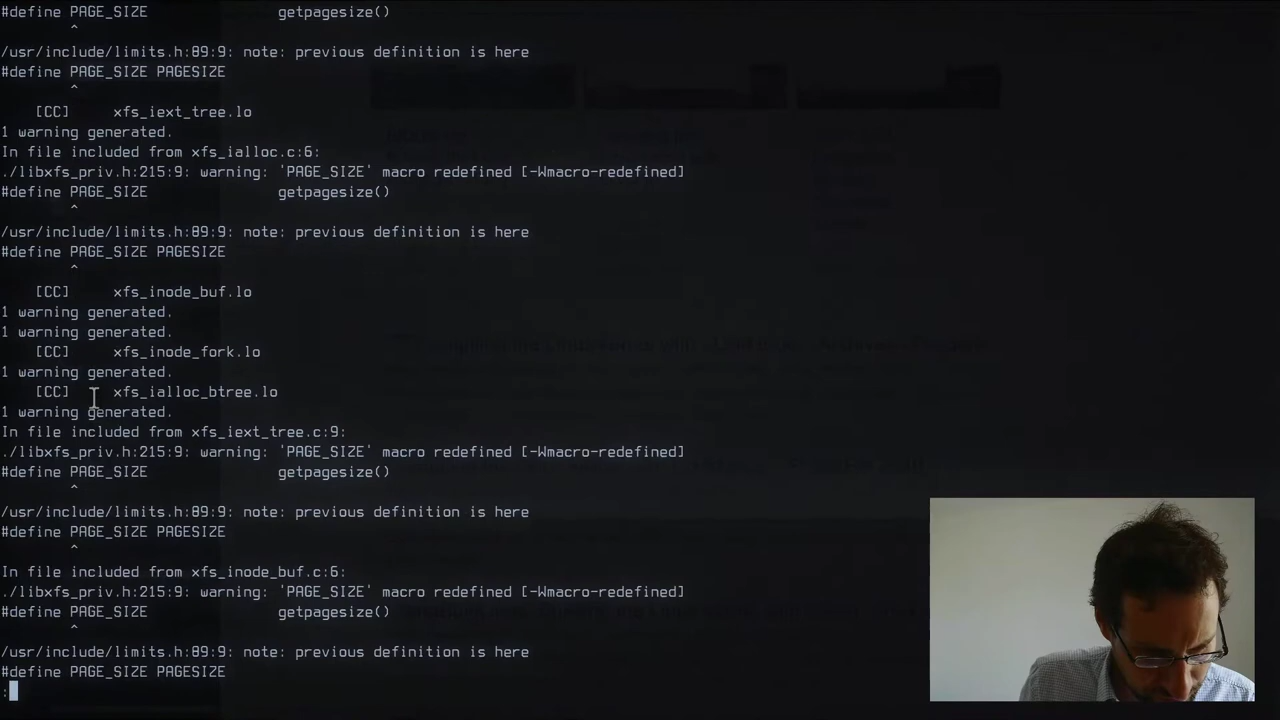 #define PAGE_SIZE               getpagesize()
        ^
/usr/include/limits.h:89:9: note: previous definition is here
#define PAGE_SIZE PAGESIZE
        ^
    [CC]     xfs_iext_tree.lo
1 warning generated.
In file included from xfs_ialloc.c:6:
./libxfs_priv.h:215:9: warning: 'PAGE_SIZE' macro redefined [-Wmacro-redefined]
#define PAGE_SIZE               getpagesize()
        ^
/usr/include/limits.h:89:9: note: previous definition is here
#define PAGE_SIZE PAGESIZE
        ^
    [CC]     xfs_inode_buf.lo
1 warning generated.
1 warning generated.
    [CC]     xfs_inode_fork.lo
1 warning generated.
    [CC]     xfs_ialloc_btree.lo
1 warning generated.
In file included from xfs_iext_tree.c:9:
./libxfs_priv.h:215:9: warning: 'PAGE_SIZE' macro redefined [-Wmacro-redefined]
#define PAGE_SIZE               getpagesize()
        ^
/usr/include/limits.h:89:9: note: previous definition is here
#define PAGE_SIZE PAGESIZE
        ^
In file included from xfs_inode_buf.c:6:
./libxfs_priv.h:215:9: warning: 'PAGE_SIZE' macro redefined [-Wmacro-redefined]
#define PAGE_SIZE               getpagesize()
        ^
/usr/include/limits.h:89:9: note: previous definition is here
#define PAGE_SIZE PAGESIZE
: